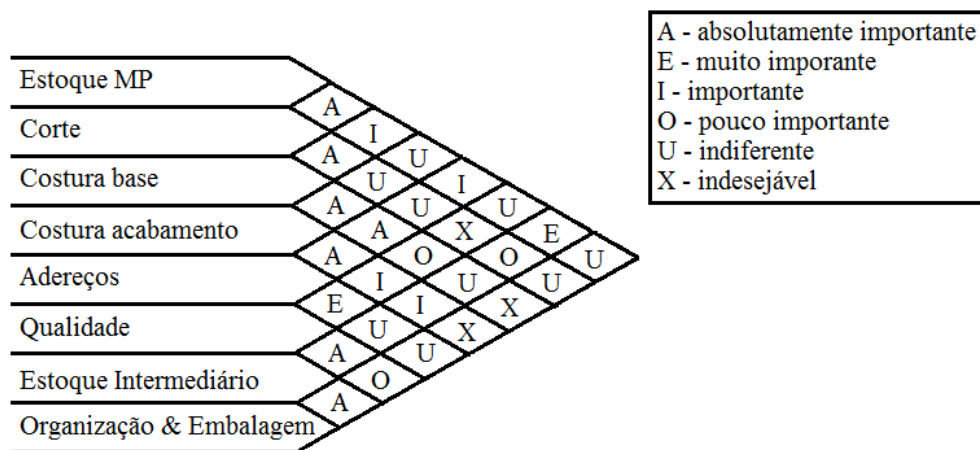 Estoque MP
A
Corte
I
A U
Costura base
U I
A U U
Costura acabamento
A X E
A O O U
Adereços
I U U
E I X
Qualidade
U X
A U
Estoque Intermediário
O
A
Organização & Embalagem
A - absolutamente importante
E - muito imporante
I - importante
O - pouco importante
U - indiferente
X - indesejável